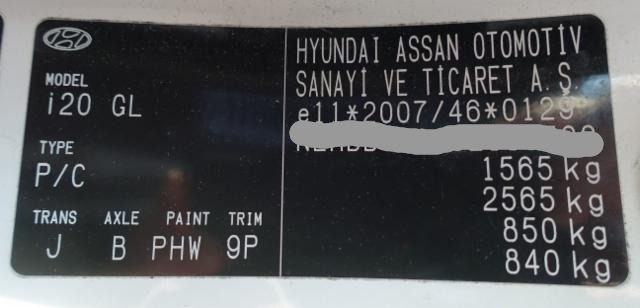 MODEL
i20 GL
TYPE
P/C
TRANS AXLE PAINT TRIM
J B PHW 9P
HYUNDAI ASSAN OTOMOTİV
SANAYİ VE TİCARET A.Ş.
e11*2007/46*0129*
1565 kg
2565 kg
850 kg
840 kg